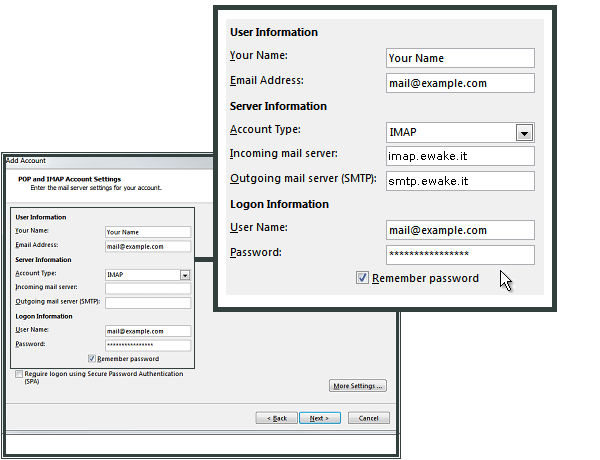 User Information
Your Name: Your Name
Email Address: mail@example.com
Server Information
Account Type: IMAP
Incoming mail server: imap.ewake.it
Outgoing mail server (SMTP): smtp.ewake.it
Logon Information
User Name: mail@example.com
Password: ****************
Remember password
Add Account
POP and IMAP Account Settings
Enter the mail server settings for your account.
User Information
Your Name: Your Name
Email Address: mail@example.com
Server Information
Account Type: IMAP
Incoming mail server:
Outgoing mail server (SMTP):
Logon Information
User Name: mail@example.com
Password: ****************
Remember password
Require logon using Secure Password Authentication
(SPA)
More Settings ...
< Back Next > Cancel